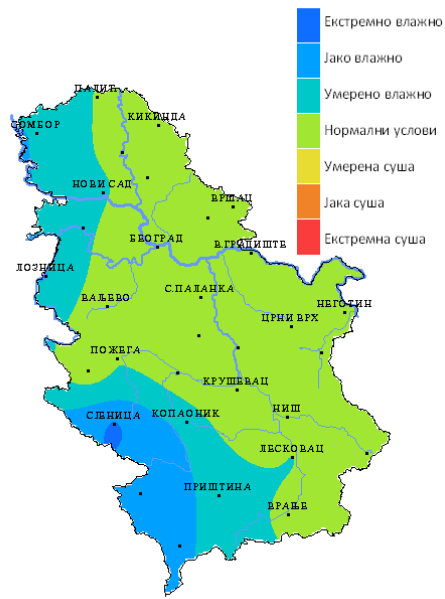 Екстремно влажно
Јако влажно
Умерено влажно
Нормални услови
Умерена суша
Јака суша
Екстремна суша
ПАЛИЋ
СОМБОР
КИКИНДА
НОВИ САД
ВРШАЦ
БЕОГРАД
В.ГРАДИШТЕ
ЛОЗНИЦА
С.ПАЛАНКА
ВАЉЕВО
НЕГОТИН
ЦРНИ ВРХ
ПОЖЕГА
КРУШЕВАЦ
СЈЕНИЦА
КОПАОНИК
НИШ
ЛЕСКОВАЦ
ПРИШТИНА
ВРАЊЕ